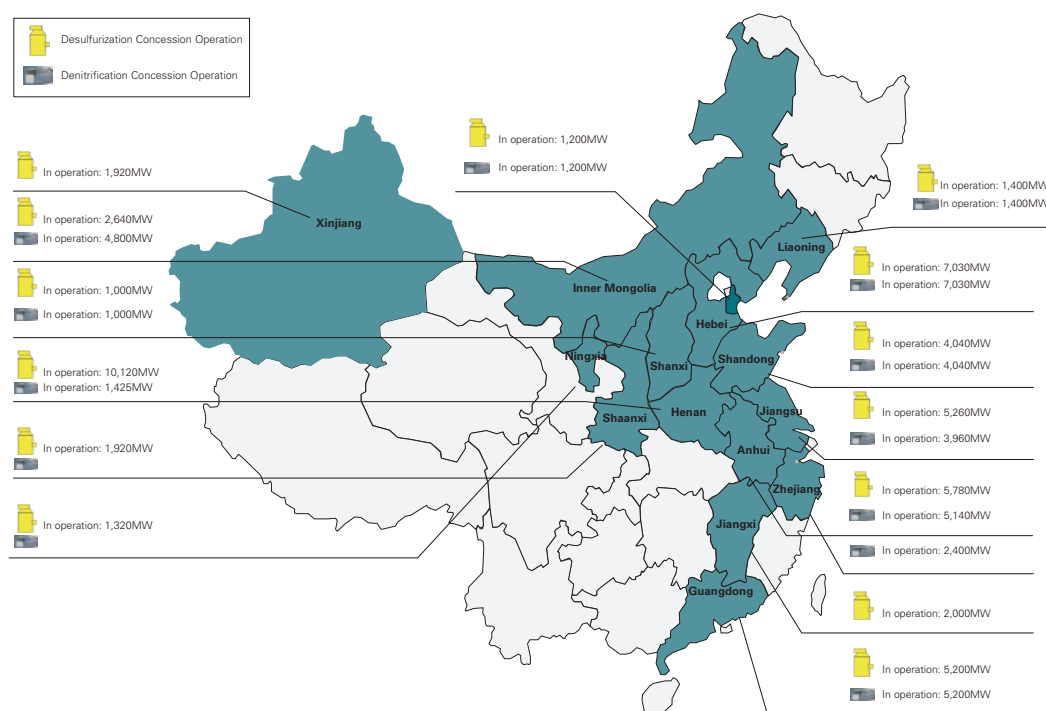 Desulfurization Concession Operation
Denitrification Concession Operation
In operation: 1,920MW
In operation: 2,640MW
In operation: 4,800MW
In operation: 1,000MW
In operation: 1,000MW
In operation: 10,120MW
In operation: 1,425MW
In operation: 1,920MW
In operation: 1,320MW
In operation: 1,200MW
In operation: 1,200MW
Xinjiang
Inner Mongolia
Liaoning
Hebei
Ningxia
Shanxi
Shandong
Shaanxi
Henan
Jiangsu
Anhui
Zhejiang
Jiangxi
Guangdong
In operation: 1,400MW
In operation: 1,400MW
In operation: 7,030MW
In operation: 7,030MW
In operation: 4,040MW
In operation: 4,040MW
In operation: 5,260MW
In operation: 3,960MW
In operation: 5,780MW
In operation: 5,140MW
In operation: 2,400MW
In operation: 2,000MW
In operation: 5,200MW
In operation: 5,200MW